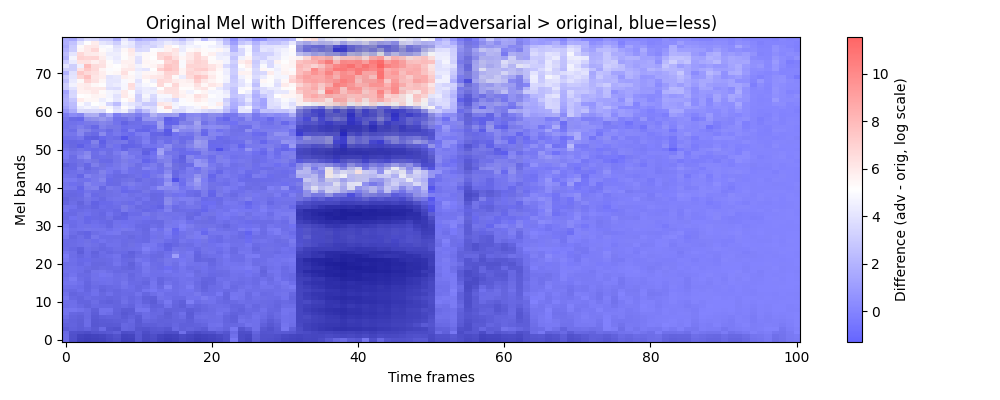 Original Mel with Differences (red=adversarial > original, blue=less)
Mel bands
70
60
50
40
30
20
10
0
0 20 40 60 80 100
Time frames
10
8
6
4
2
0
Difference (adv - orig, log scale)